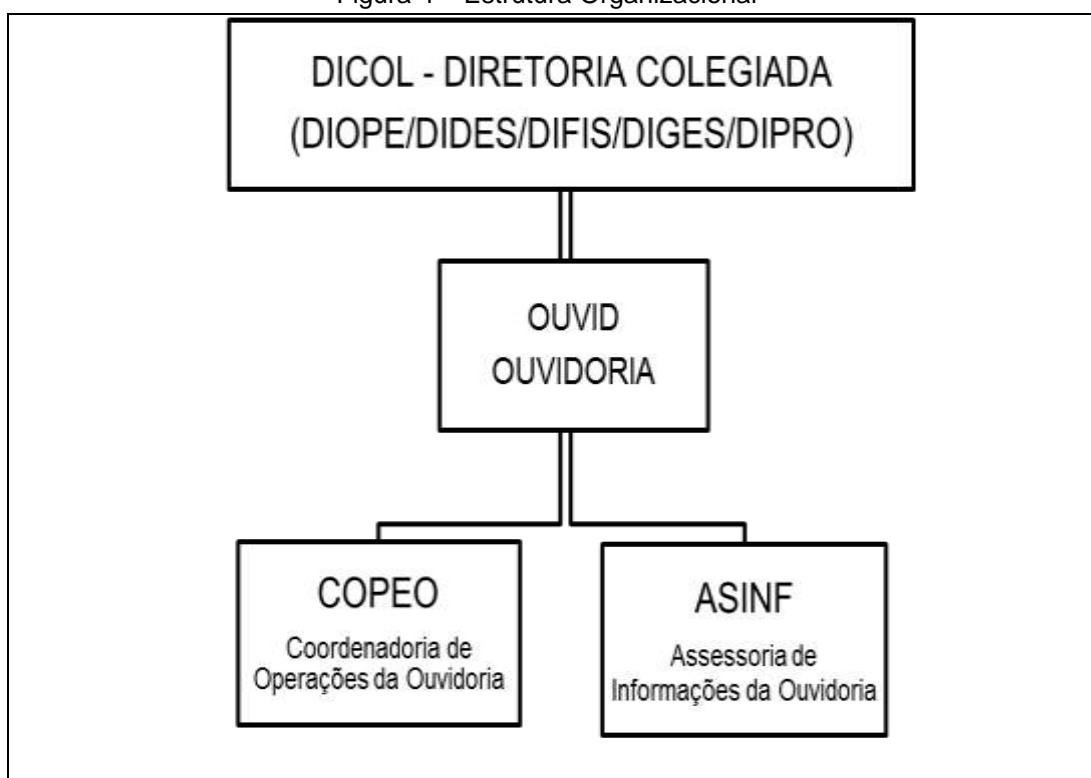 Figura 1 – Estrutura Organizacional
DICOL - DIRETORIA COLEGIADA
(DIOPE/DIDES/DIFIS/DIGES/DIPRO)
OUVID
OUVIDORIA
COPEO
Coordenadoria de
Operações da Ouvidoria
ASINF
Assessoria de
Informações da Ouvidoria